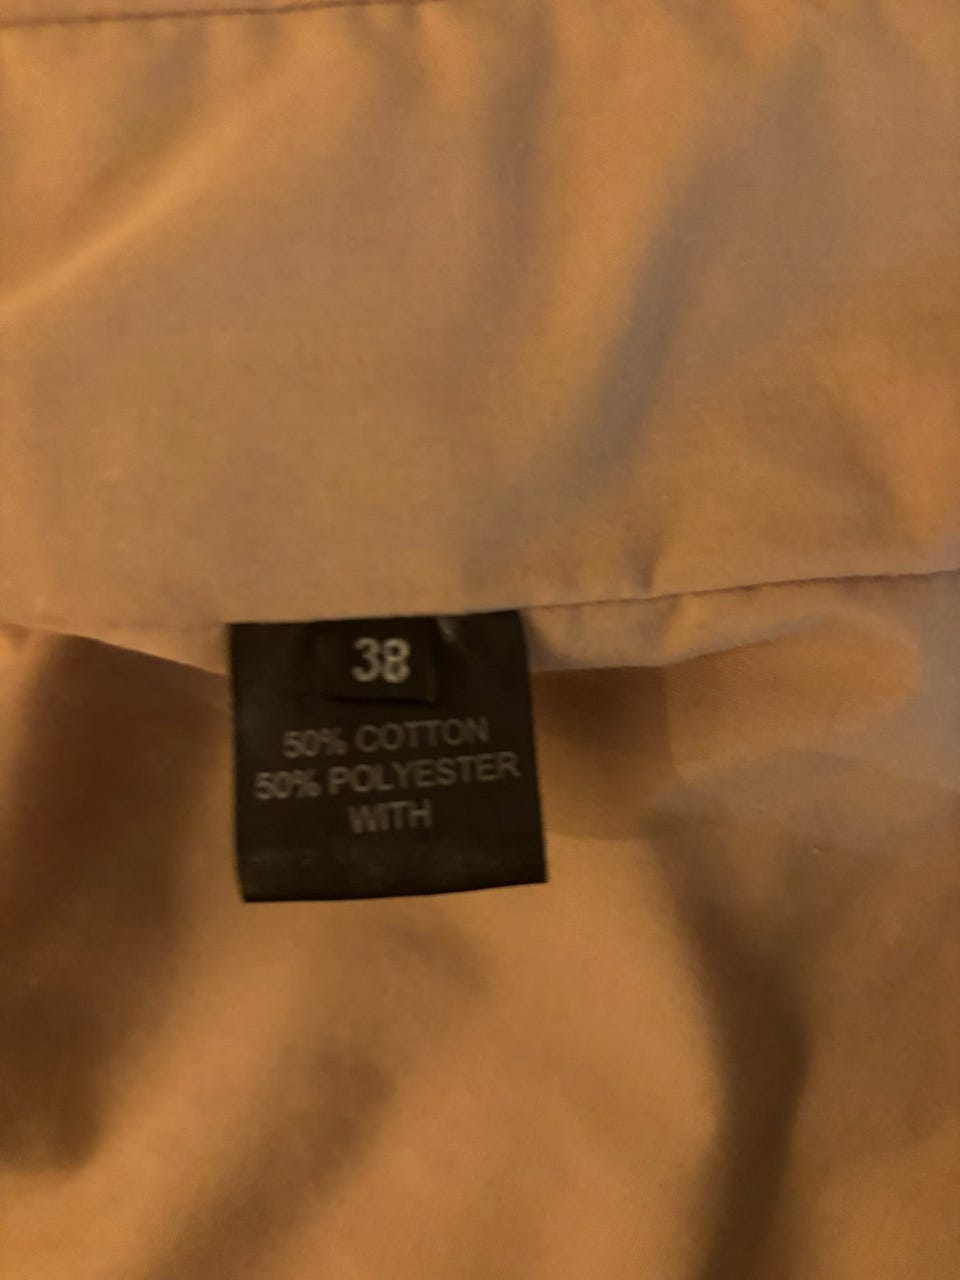 38
50% COTTON
50% POLYESTER
WITH